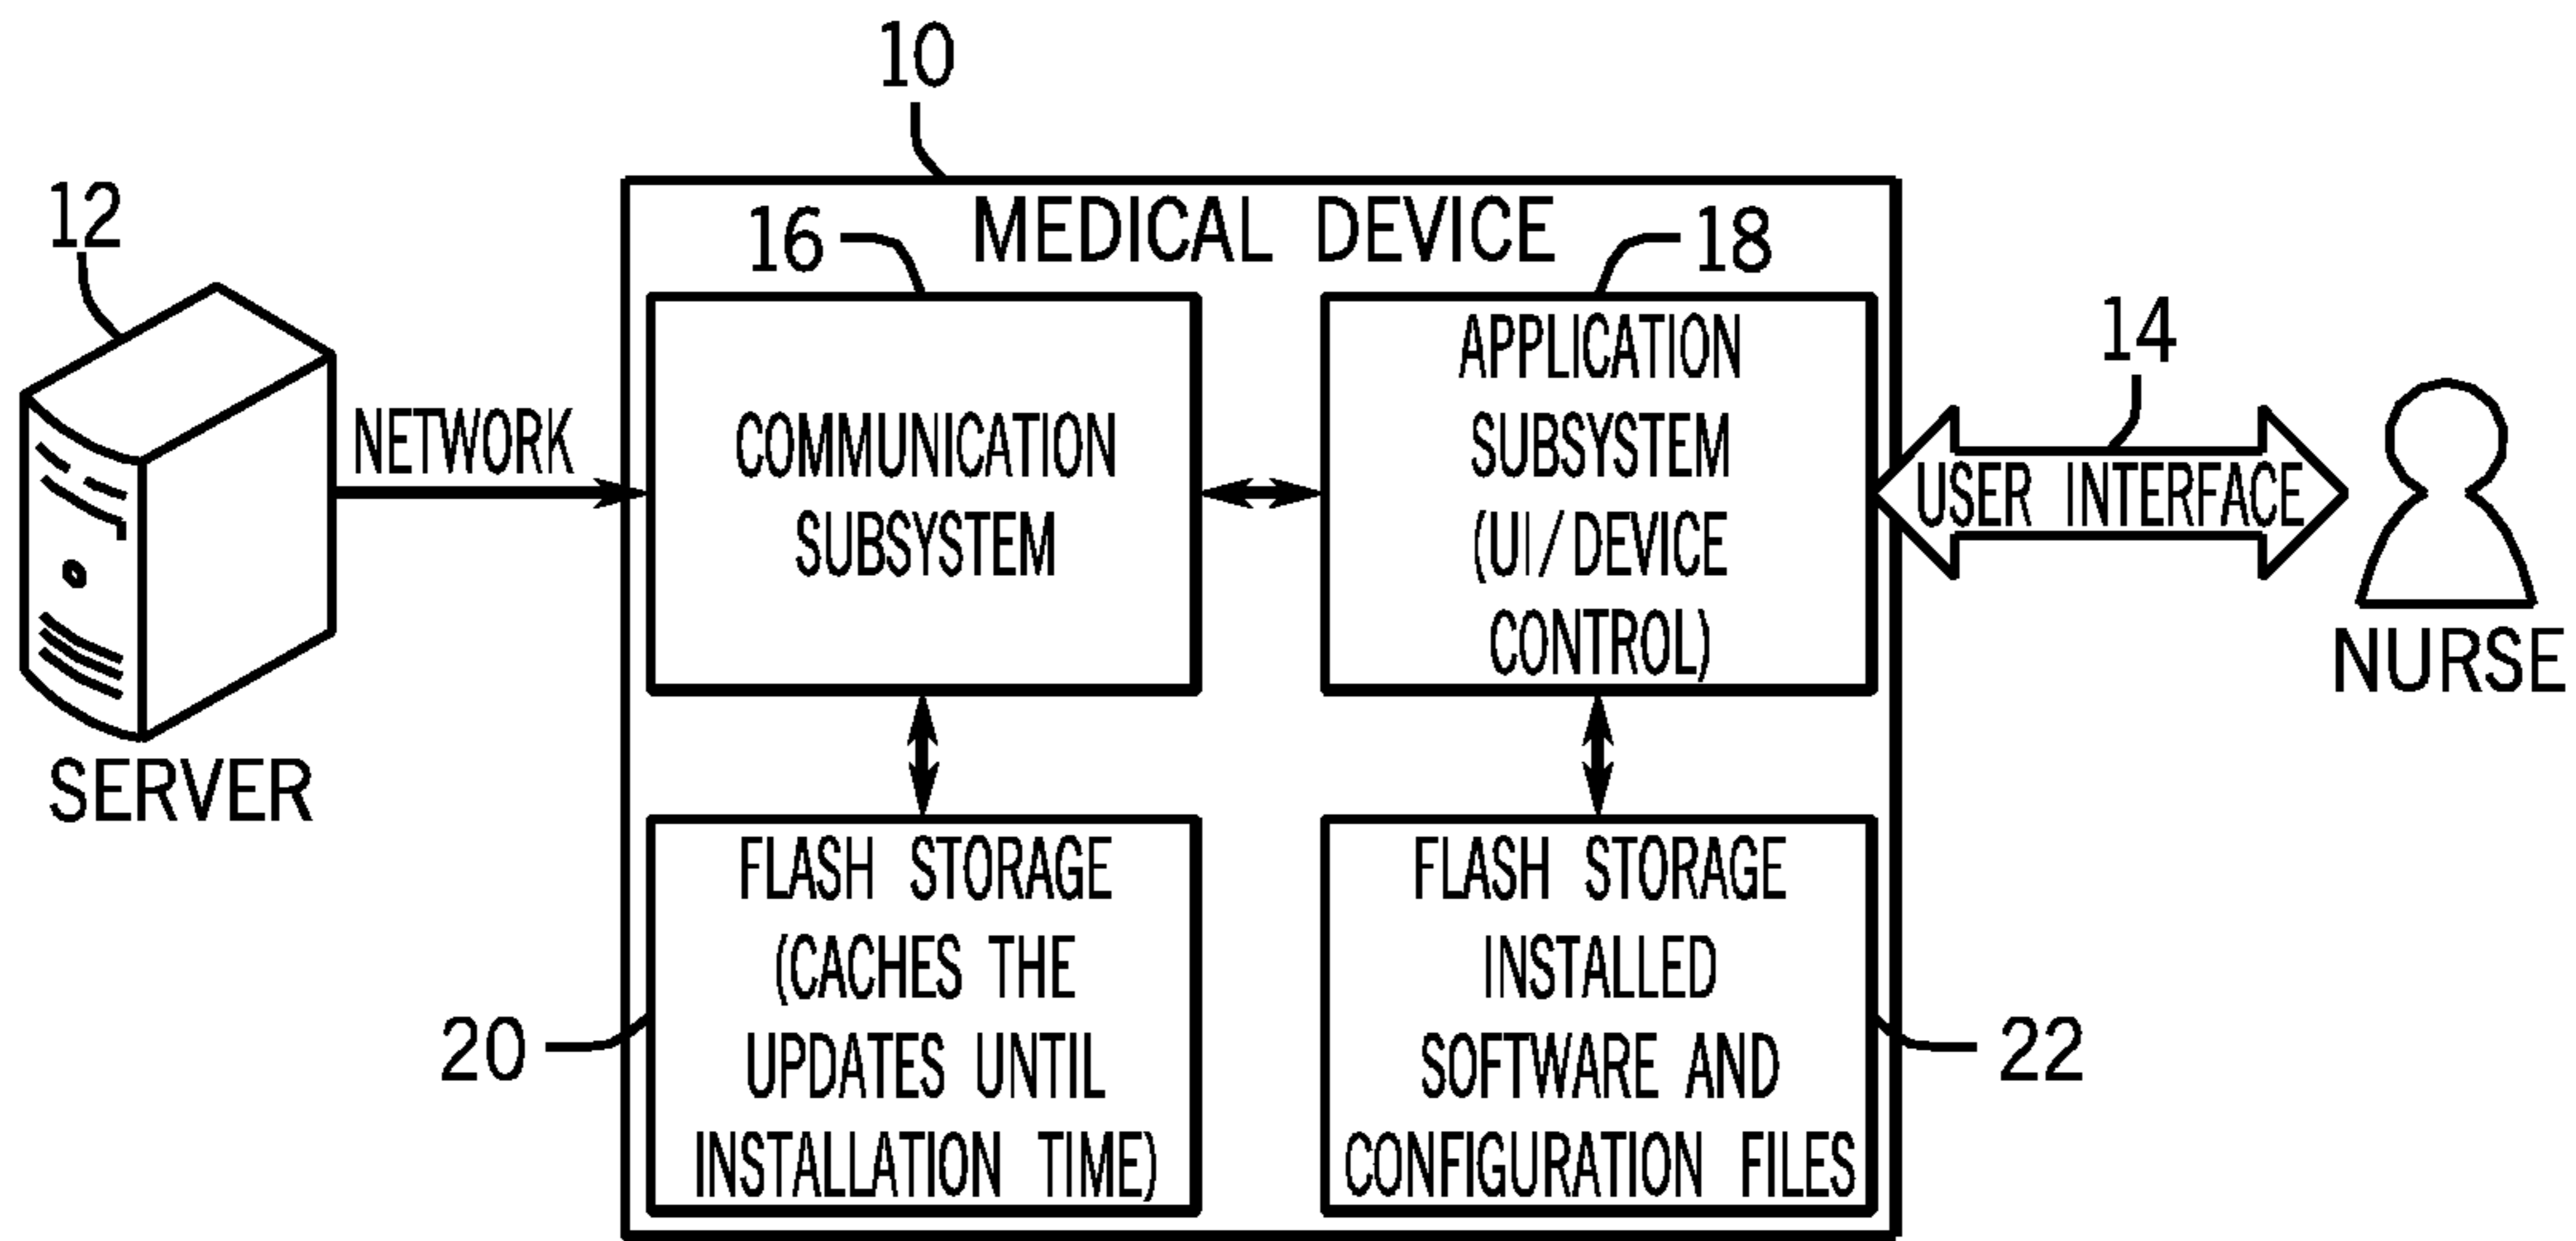 10
MEDICAL DEVICE
12
SERVER
NETWORK
16
COMMUNICATION
SUBSYSTEM
18
APPLICATION
SUBSYSTEM
(UI/DEVICE
CONTROL)
14
USER INTERFACE
NURSE
20
FLASH STORAGE
(CACHES THE
UPDATES UNTIL
INSTALLATION TIME)
FLASH STORAGE
INSTALLED
SOFTWARE AND
CONFIGURATION FILES
22